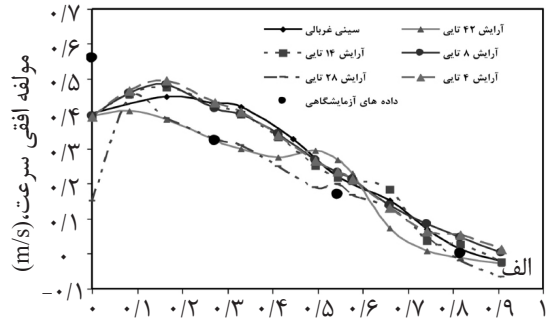 ۰/۷
۰/۶
۰/۵
۰/۴
۰/۳
۰/۲
۰/۱
۰
-۰/۱
مولفه افقی سرعت،(m/s)
سینی غربالی
آرایش ۴۲ تایی
آرایش ۱۴ تایی
آرایش ۸ تایی
آرایش ۲۸ تایی
آرایش ۴ تایی
داده های آزمایشگاهی
الف
۰ ۰/۱ ۰/۲ ۰/۳ ۰/۴ ۰/۵ ۰/۶ ۰/۷ ۰/۸ ۰/۹ ۱